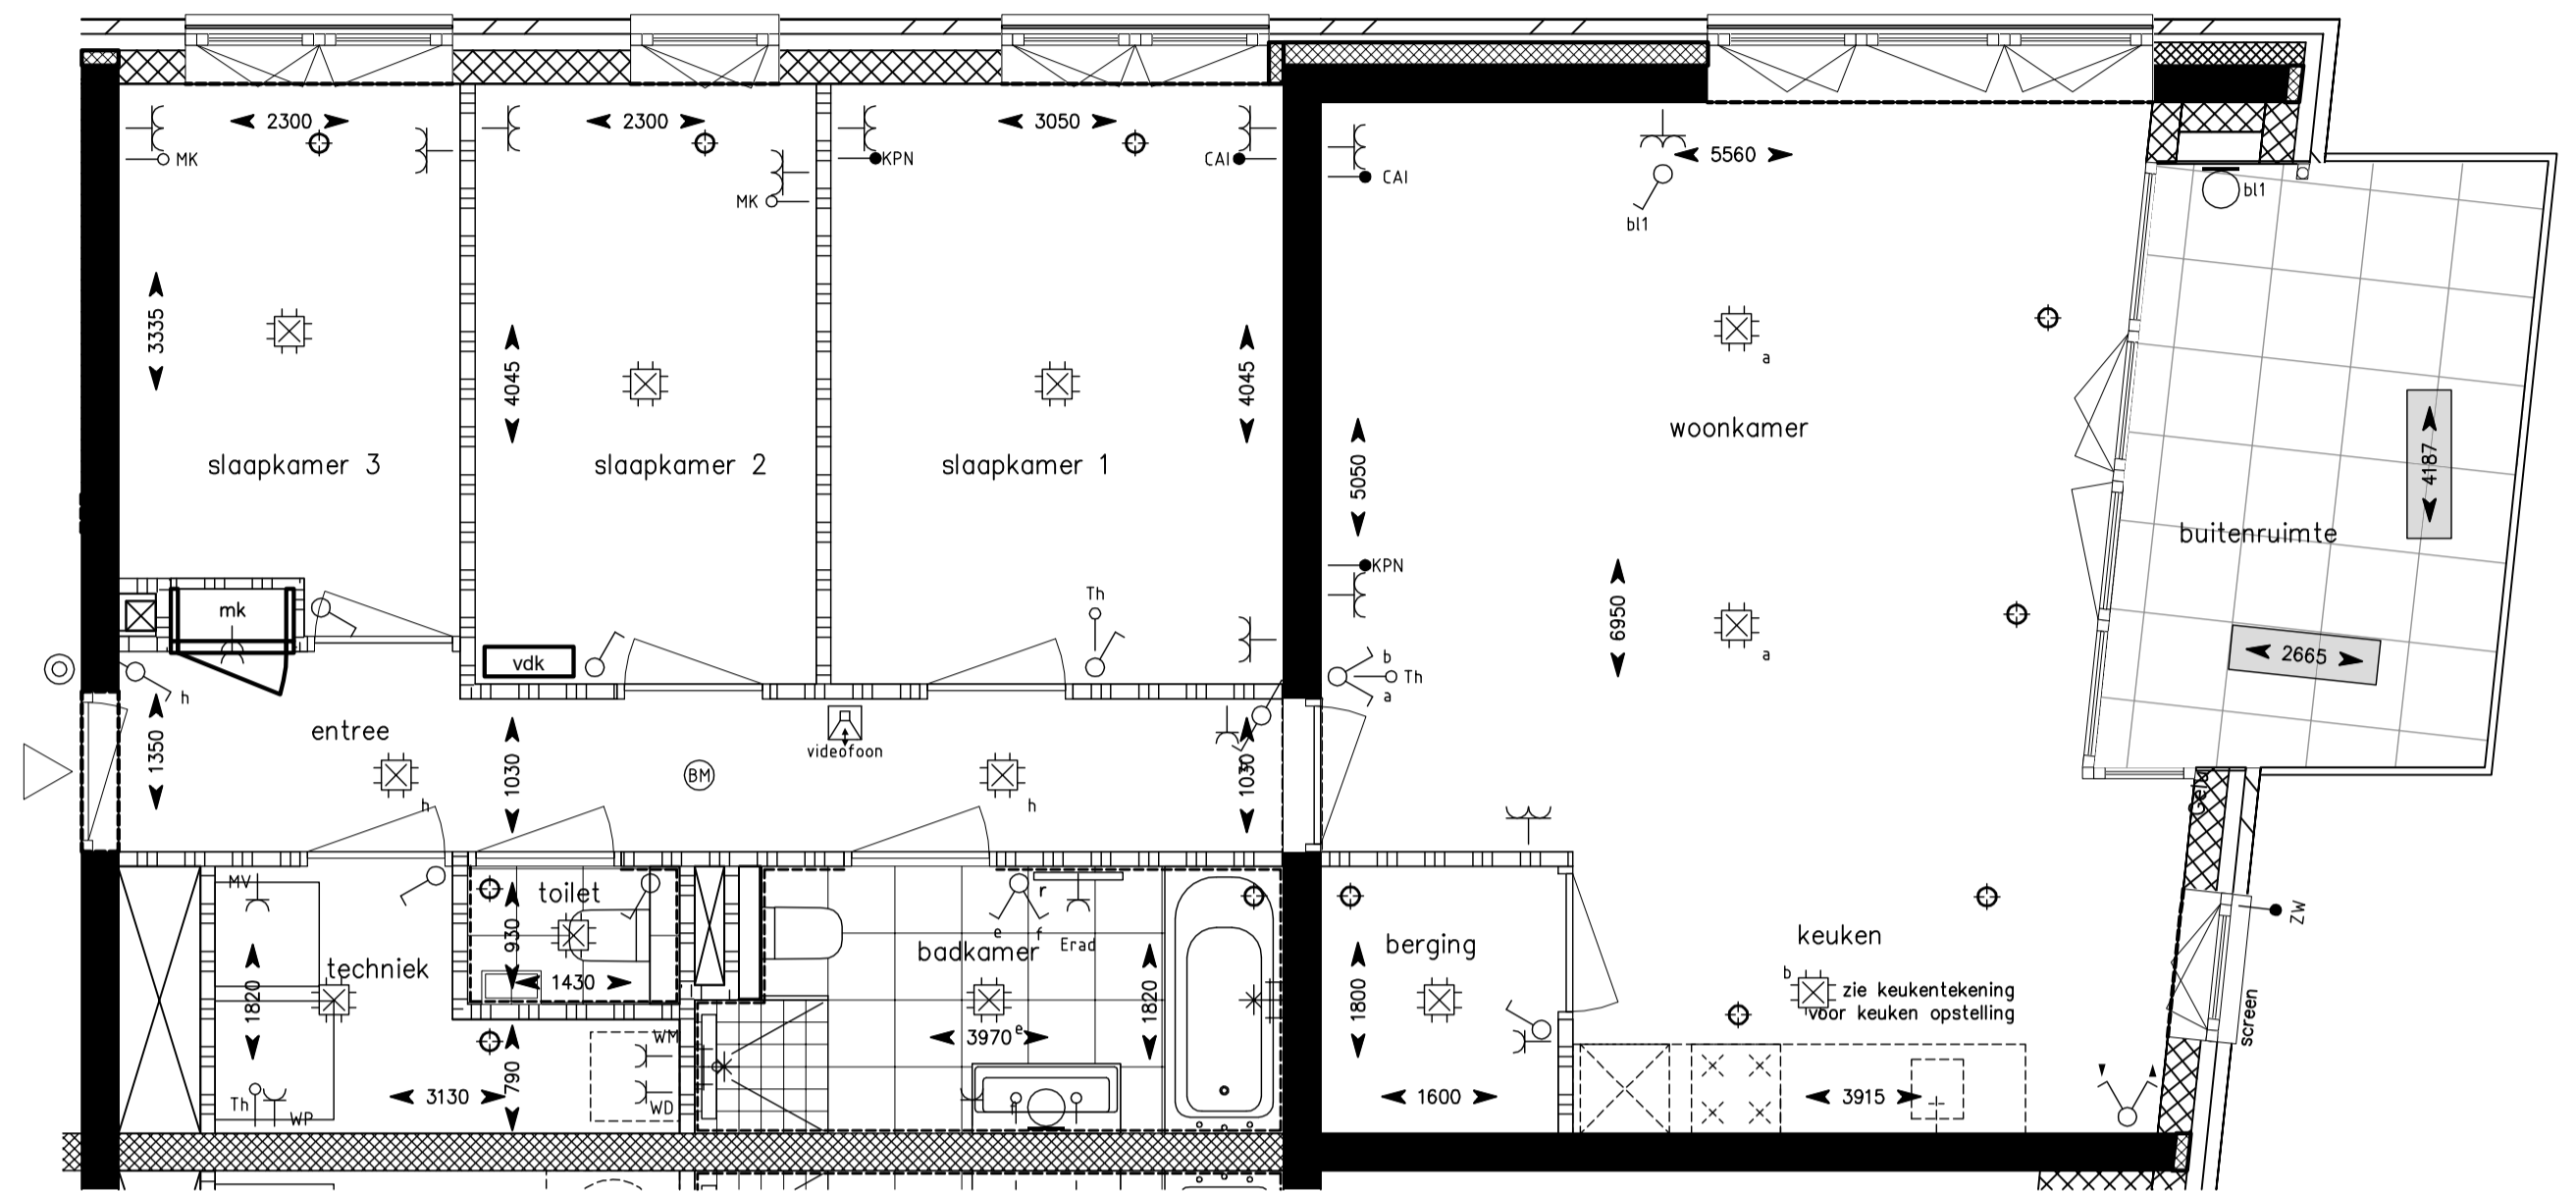 2300
2300
3050
5560
MK
MK
KPN
CAI
CAI
bl1
bl1
3335
4045
4045
a
woonkamer
slaapkamer 3
slaapkamer 2
slaapkamer 1
5050
4187
buitenruimte
KPN
6950
a
mk
Th
vdk
b
Th
a
2665
h
entree
videofoon
1350
1030
BM
1030
h
h
MV
toilet
r
930
e
f
Erad
badkamer
berging
keuken
ZW
techniek
1430
1820
1820
1800
b
zie keukentekening
voor keuken opstelling
screen
WM
3970
e
790
3130
1600
3915
Th
WP
WD
f